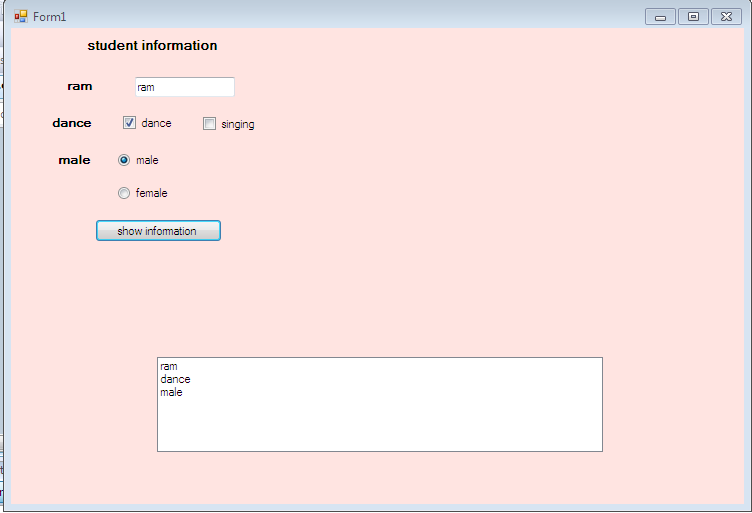 Form1
student information
ram ram
dance dance singing
male male
female
show information
ram
dance
male